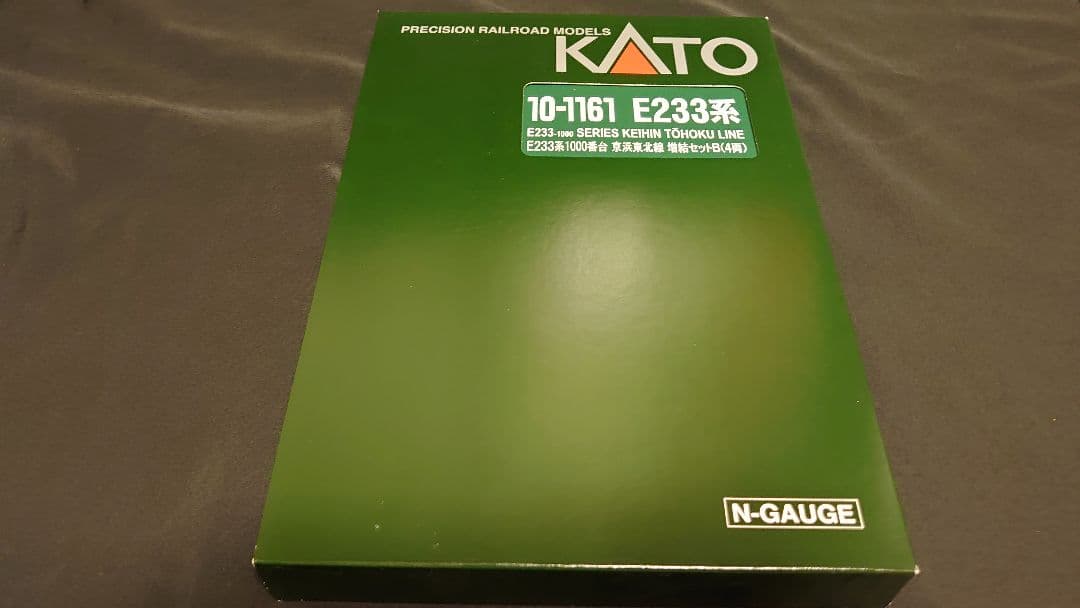 PRECISION RAILROAD MODELS
KATO
10-1161 E233系
E233-1000 SERIES KEIHIN TŌHOKU LINE
E233系1000番台 京浜東北線 増結セットB(4両)
N-GAUGE